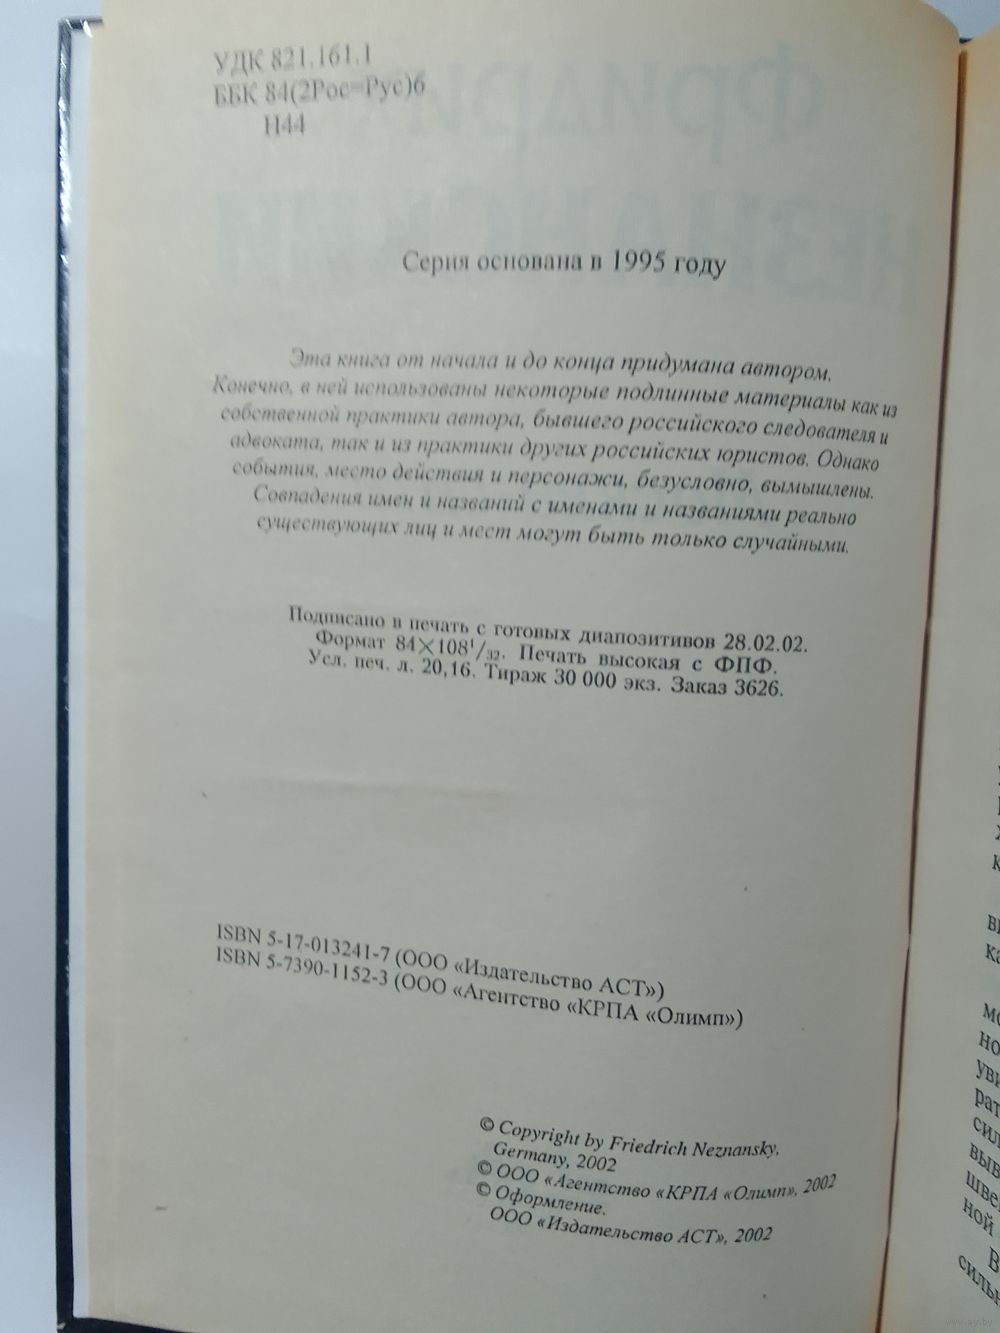 УДК 821.161.1
ББК 84(2Рос=Рус)6
Н44
Серия основана в 1995 году
Эта книга от начала и до конца придумана автором.
Конечно, в ней использованы некоторые подлинные материалы как из
собственной практики автора, бывшего российского следователя и
адвоката, так и из практики других российских юристов. Однако
события, место действия и персонажи, безусловно, вымышлены.
Совпадения имен и названий с именами и названиями реально
существующих лиц и мест могут быть только случайными.
Подписано в печать с готовых диапозитивов 28.02.02.
Формат 84×108¹/₃₂. Печать высокая с ФПФ.
Усл. печ. л. 20,16. Тираж 30 000 экз. Заказ 3626.
ISBN 5-17-013241-7 (ООО «Издательство АСТ»)
ISBN 5-7390-1152-3 (ООО «Агентство «КРПА «Олимп»)
© Copyright by Friedrich Neznansky,
Germany, 2002
© ООО «Агентство «КРПА «Олимп», 2002
© Оформление.
ООО «Издательство АСТ», 2002